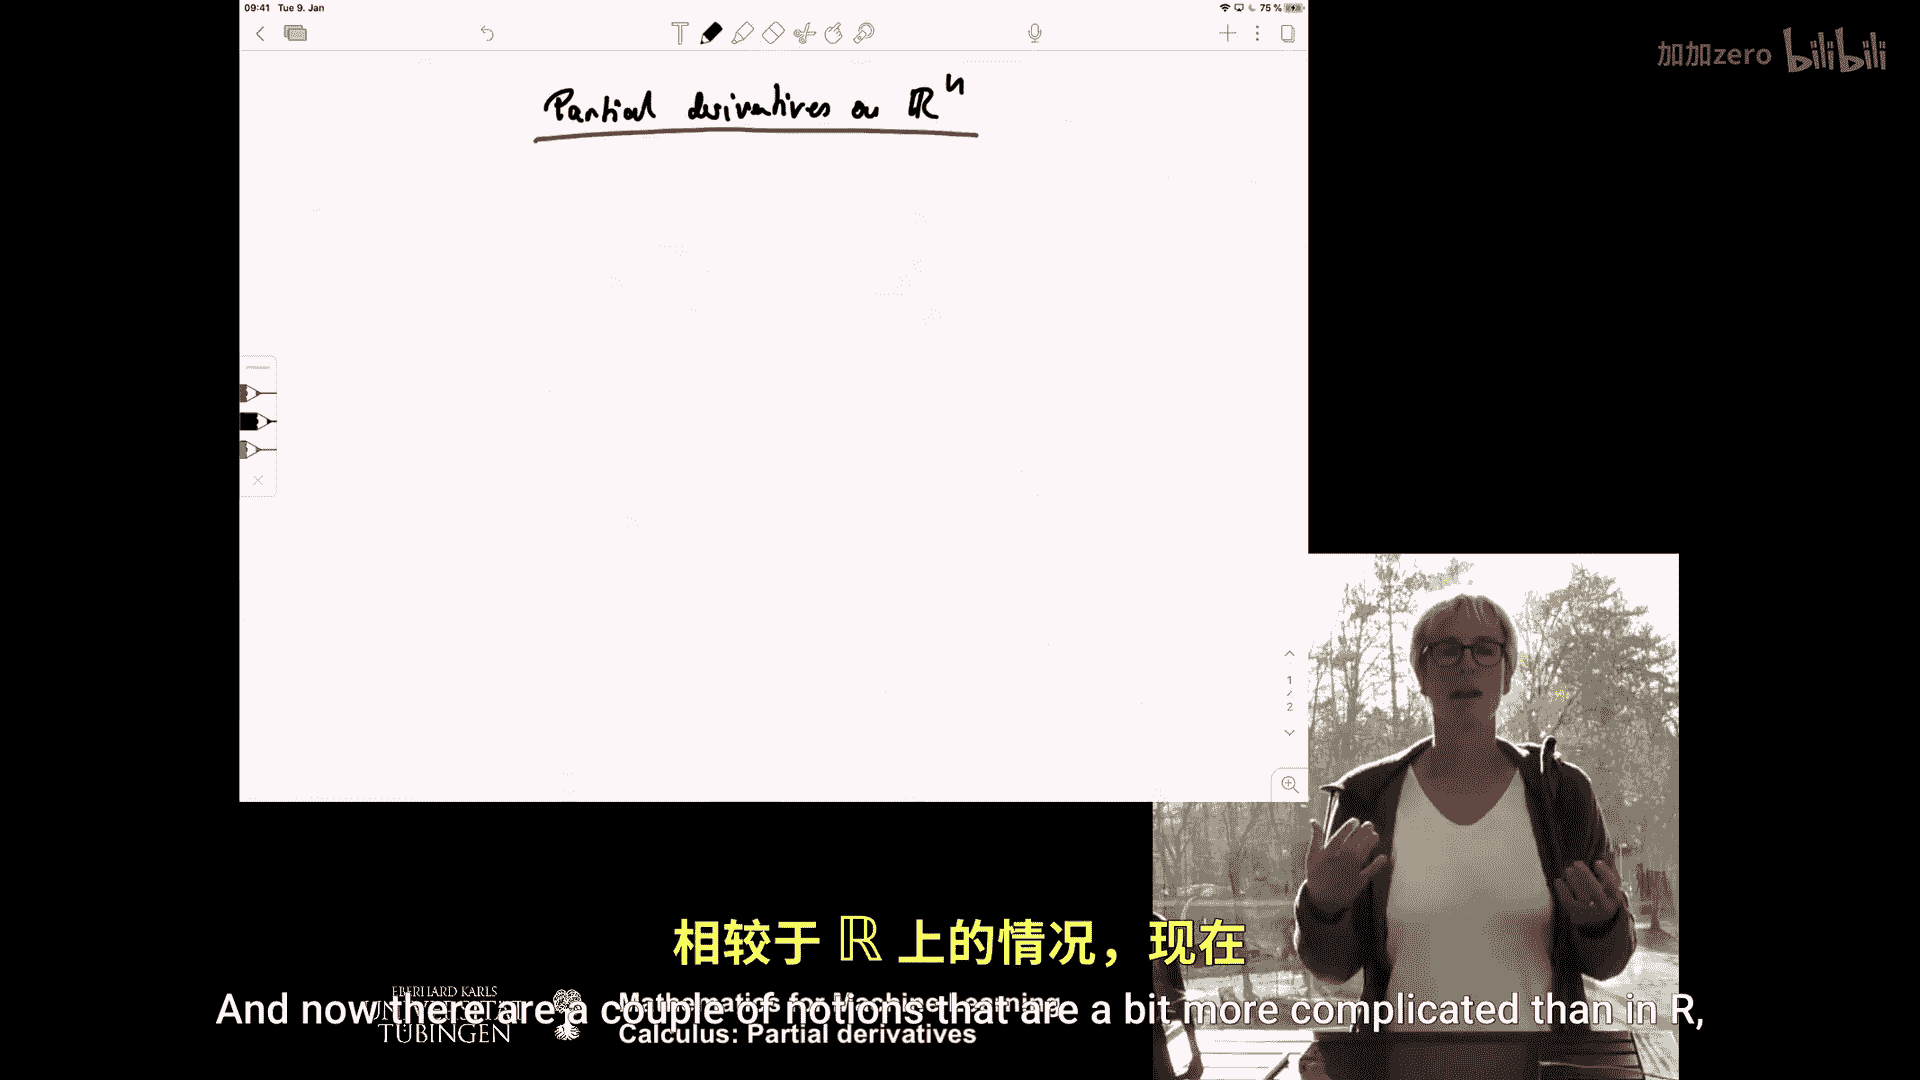 09:41 Tue 9. Jan
75 %
加加zero bilibili
T
Partial derivatives on ℝⁿ
1
/
2
相较于 ℝ 上的情况，现在
And now there are a couple of notions that are a bit more complicated than in R,
EBERHARD KARLS
UNIVERSITÄT
TÜBINGEN
Mathematics for Machine Learning
Calculus: Partial derivatives